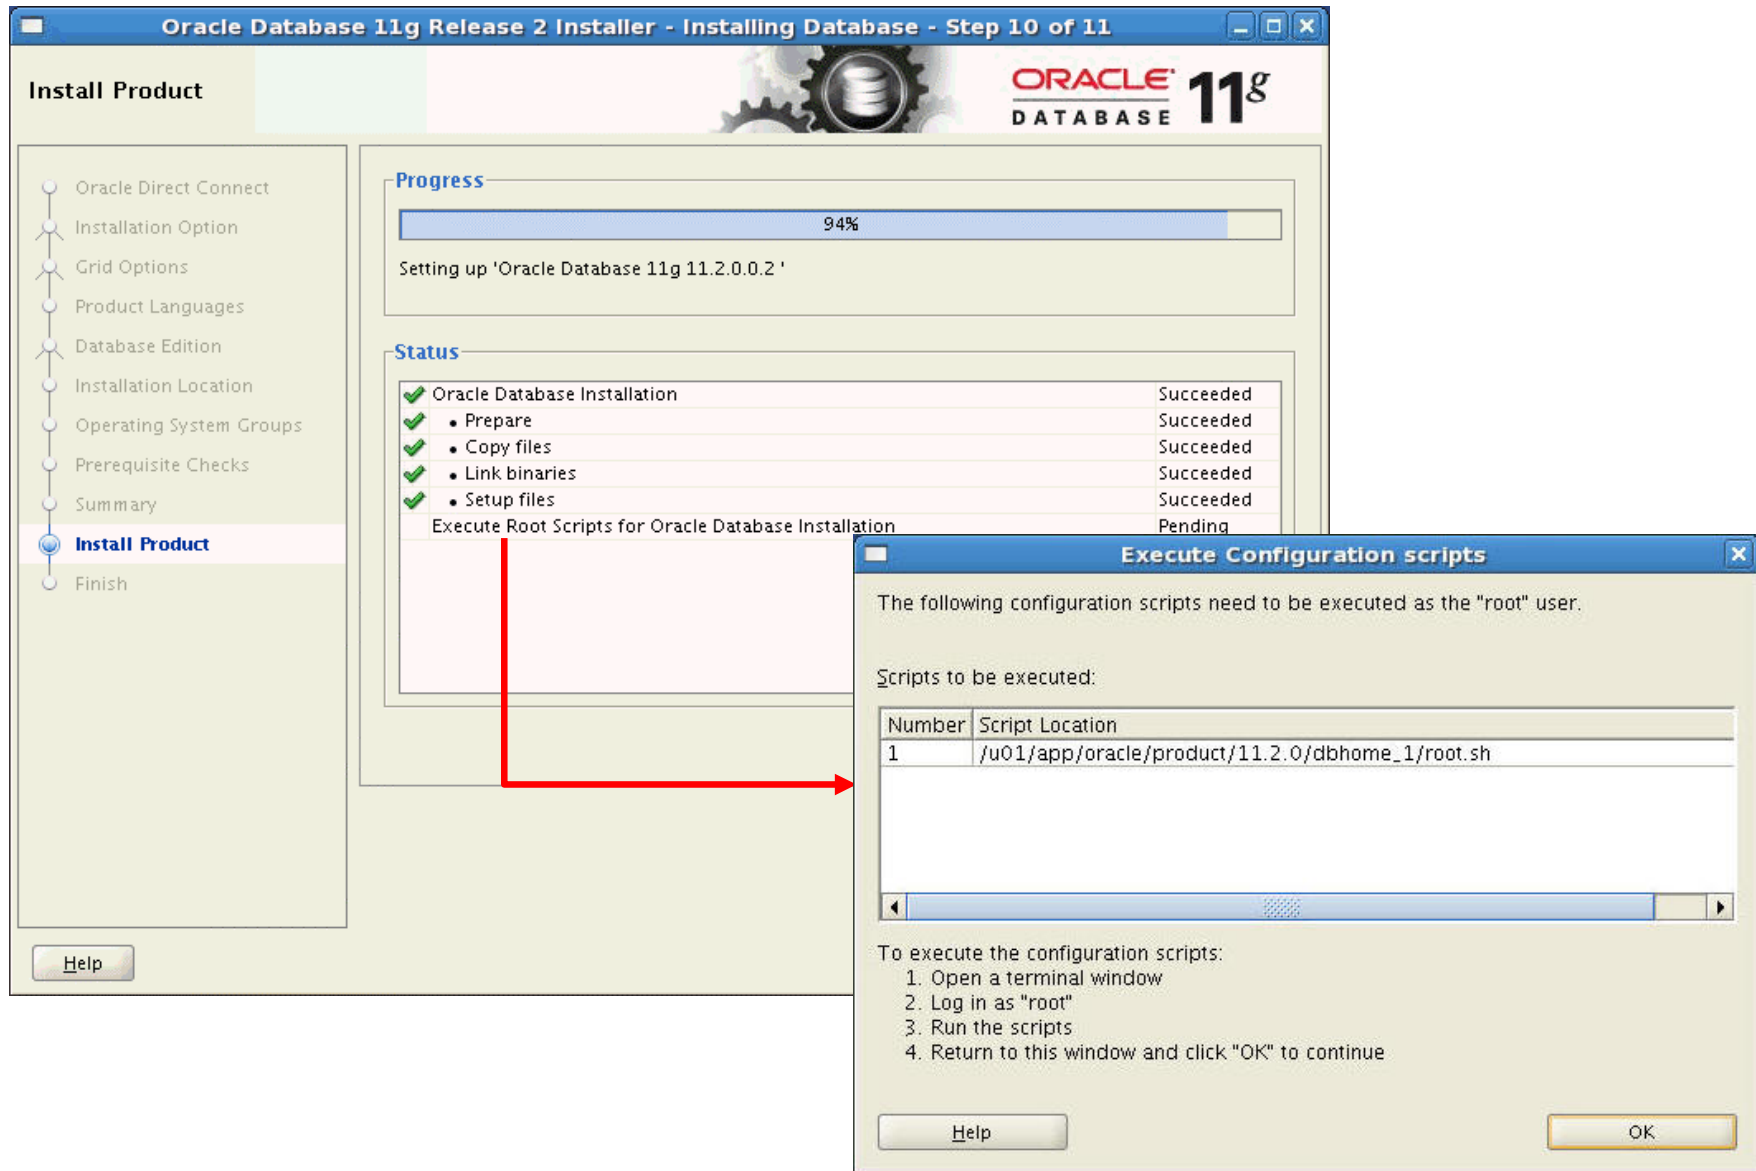 Oracle Database 11g Release 2 Installer - Installing Database - Step 10 of 11
Install Product
ORACLE 11g
DATABASE
Oracle Direct Connect
Installation Option
Grid Options
Product Languages
Database Edition
Installation Location
Operating System Groups
Prerequisite Checks
Summary
Install Product
Finish
Help
Progress
94%
Setting up 'Oracle Database 11g 11.2.0.0.2 '
Status
Oracle Database Installation Succeeded
• Prepare Succeeded
• Copy files Succeeded
• Link binaries Succeeded
• Setup files Succeeded
Execute Root Scripts for Oracle Database Installation Pending
Execute Configuration scripts
The following configuration scripts need to be executed as the "root" user.
Scripts to be executed:
Number Script Location
1 /u01/app/oracle/product/11.2.0/dbhome_1/root.sh
To execute the configuration scripts:
1. Open a terminal window
2. Log in as "root"
3. Run the scripts
4. Return to this window and click "OK" to continue
Help OK